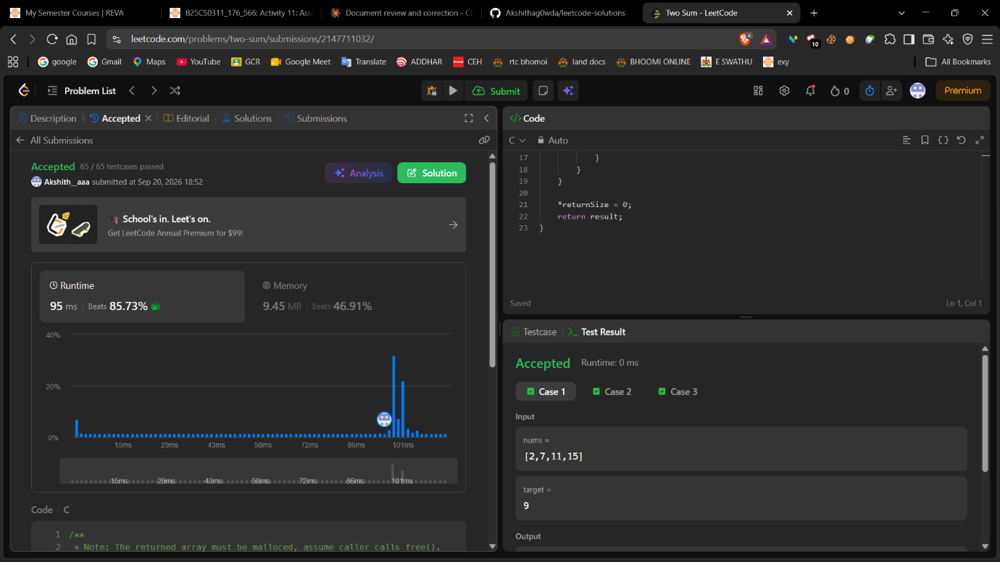 My Semester Courses | REVA
B25CS0311_176_566: Activity 11: Ass
Document review and correction - Cl
Akshithag0wda/leetcode-solutions
Two Sum - LeetCode
leetcode.com/problems/two-sum/submissions/2147711032/
4
10
google
Gmail
Maps
YouTube
GCR
Google Meet
Translate
ADDHAR
CEH
rtc bhomoi
land docs
BHOOMI ONLINE
E SWATHU
exy
All Bookmarks
Problem List
Submit
0
Premium
Description
Accepted
Editorial
Solutions
Submissions
All Submissions
Accepted 65 / 65 testcases passed
Akshith__aaa submitted at Sep 20, 2026 18:52
Analysis
Solution
School's in. Leet's on.
Get LeetCode Annual Premium for $99!
Runtime
95 ms | Beats 85.73%
Memory
9.45 MB | Beats 46.91%
40%
20%
0%
15ms 29ms 43ms 58ms 72ms 86ms 101ms
15ms 29ms 43ms 58ms 72ms 86ms 101ms
Code | C
1 /**
2 * Note: The returned array must be malloced, assume caller calls free().
</> Code
C
Auto
17 }
18 }
19 }
20
21 *returnSize = 0;
22 return result;
23 }
Saved
Ln 1, Col 1
Testcase
>_ Test Result
Accepted Runtime: 0 ms
Case 1
Case 2
Case 3
Input
nums =
[2,7,11,15]
target =
9
Output